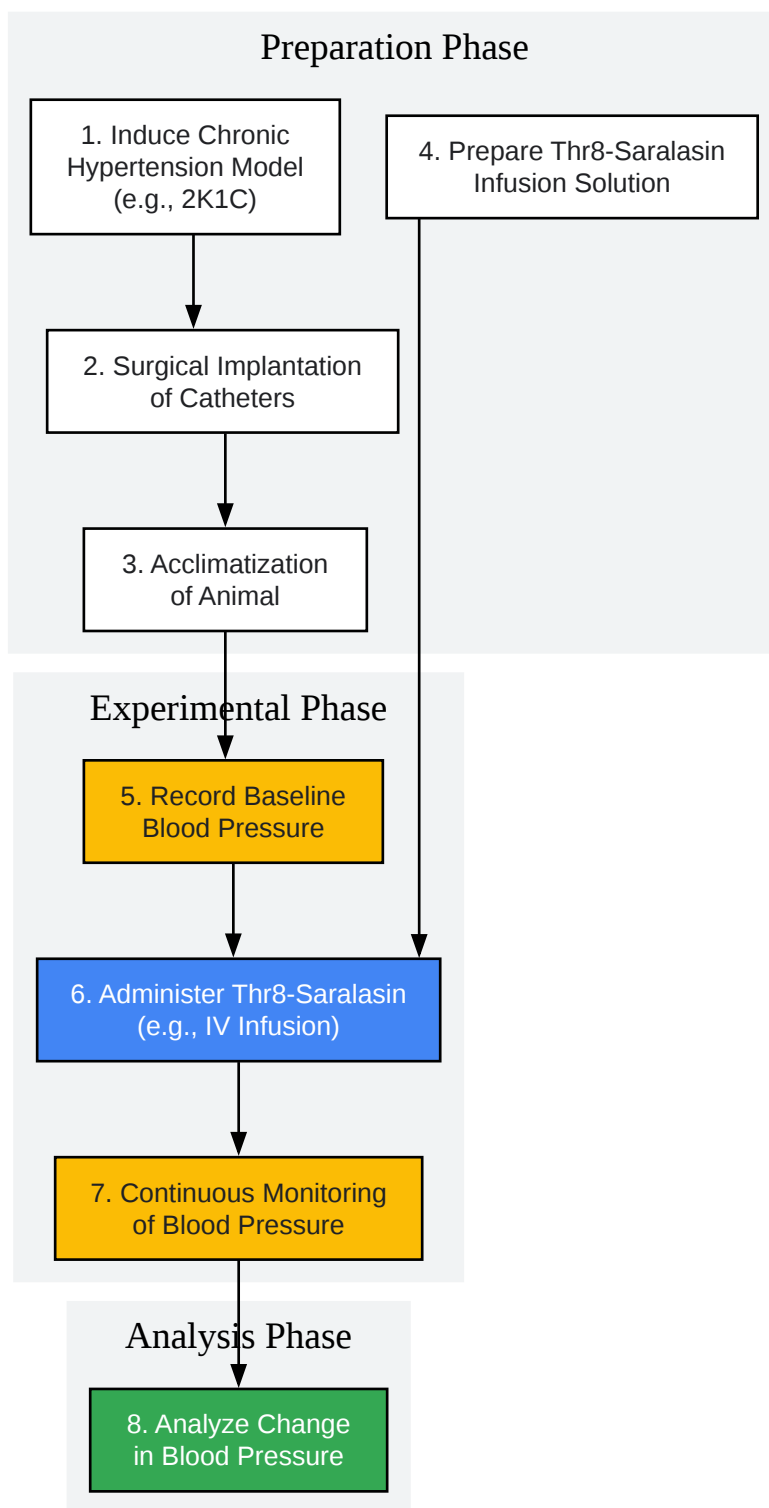 Preparation Phase
1. Induce Chronic
Hypertension Model
(e.g., 2K1C)
4. Prepare Thr8-Saralasin
Infusion Solution
2. Surgical Implantation
of Catheters
3. Acclimatization
of Animal
Experimental Phase
5. Record Baseline
Blood Pressure
6. Administer Thr8-Saralasin
(e.g., IV Infusion)
7. Continuous Monitoring
of Blood Pressure
Analysis Phase
8. Analyze Change
in Blood Pressure